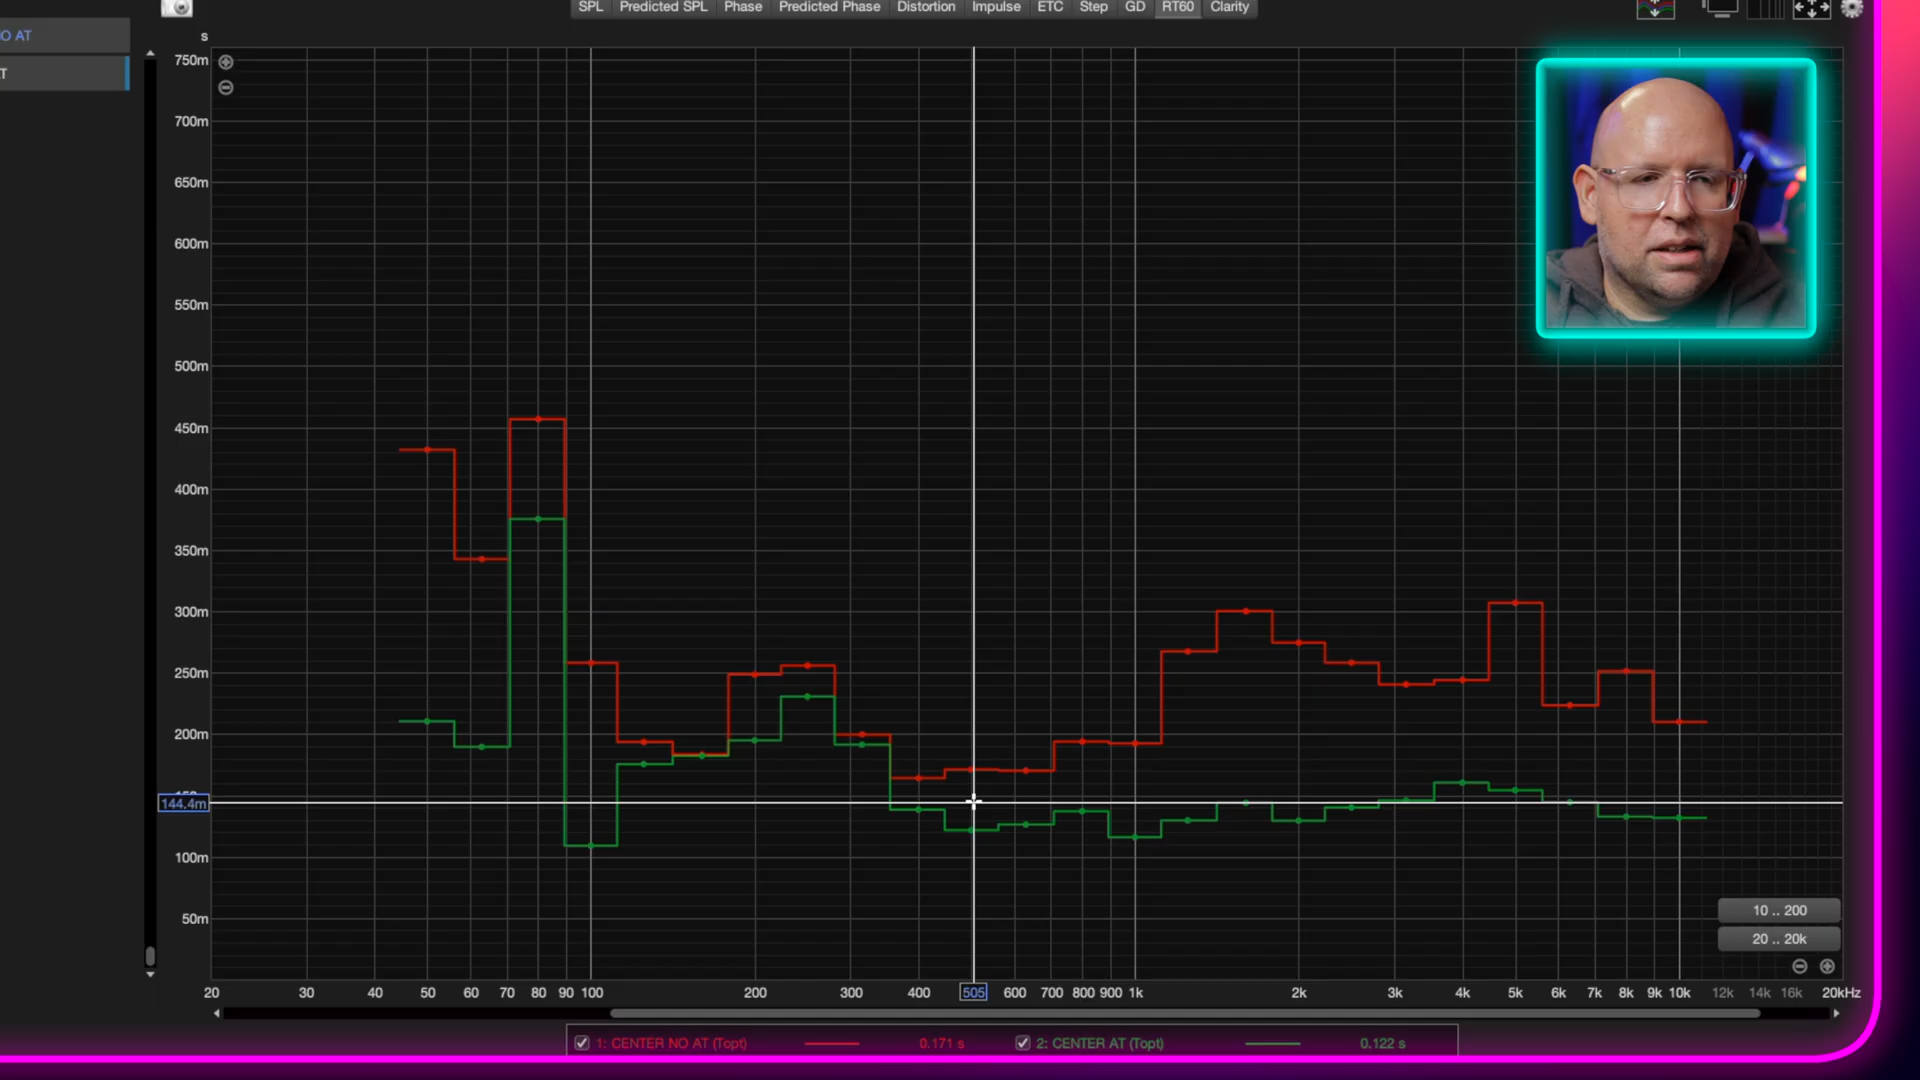 SPL Predicted SPL Phase Predicted Phase Distortion Impulse ETC Step GD RT60 Clarity
O AT
T
s
750m
700m
650m
600m
550m
500m
450m
400m
350m
300m
250m
200m
144.4m
100m
50m
10 .. 200
20 .. 20k
20 30 40 50 60 70 80 90 100 200 300 400 505 600 700 800 900 1k 2k 3k 4k 5k 6k 7k 8k 9k 10k 12k 14k 16k 20kHz
1: CENTER NO AT (Topt) 0.171 s 2: CENTER AT (Topt) 0.122 s